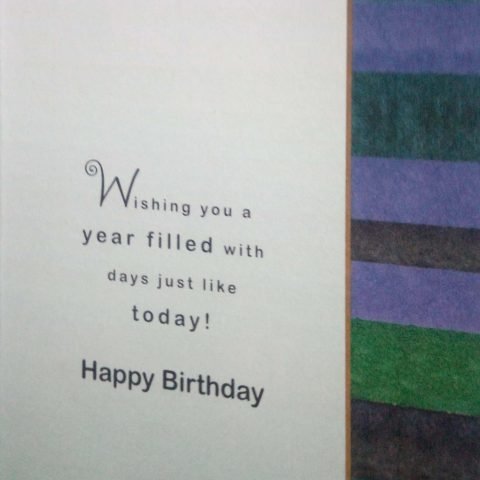 Wishing you a
year filled with
days just like
today!
Happy Birthday